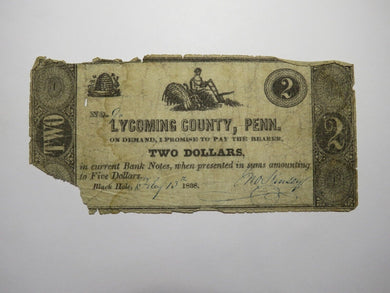 2
No.
LYCOMING COUNTY, PENN.
ON DEMAND, I PROMISE TO PAY THE BEARER,
TWO DOLLARS,
in current Bank Notes, when presented in sums amounting
to Five Dollars.
Black Hole, 1838.
TWO
2